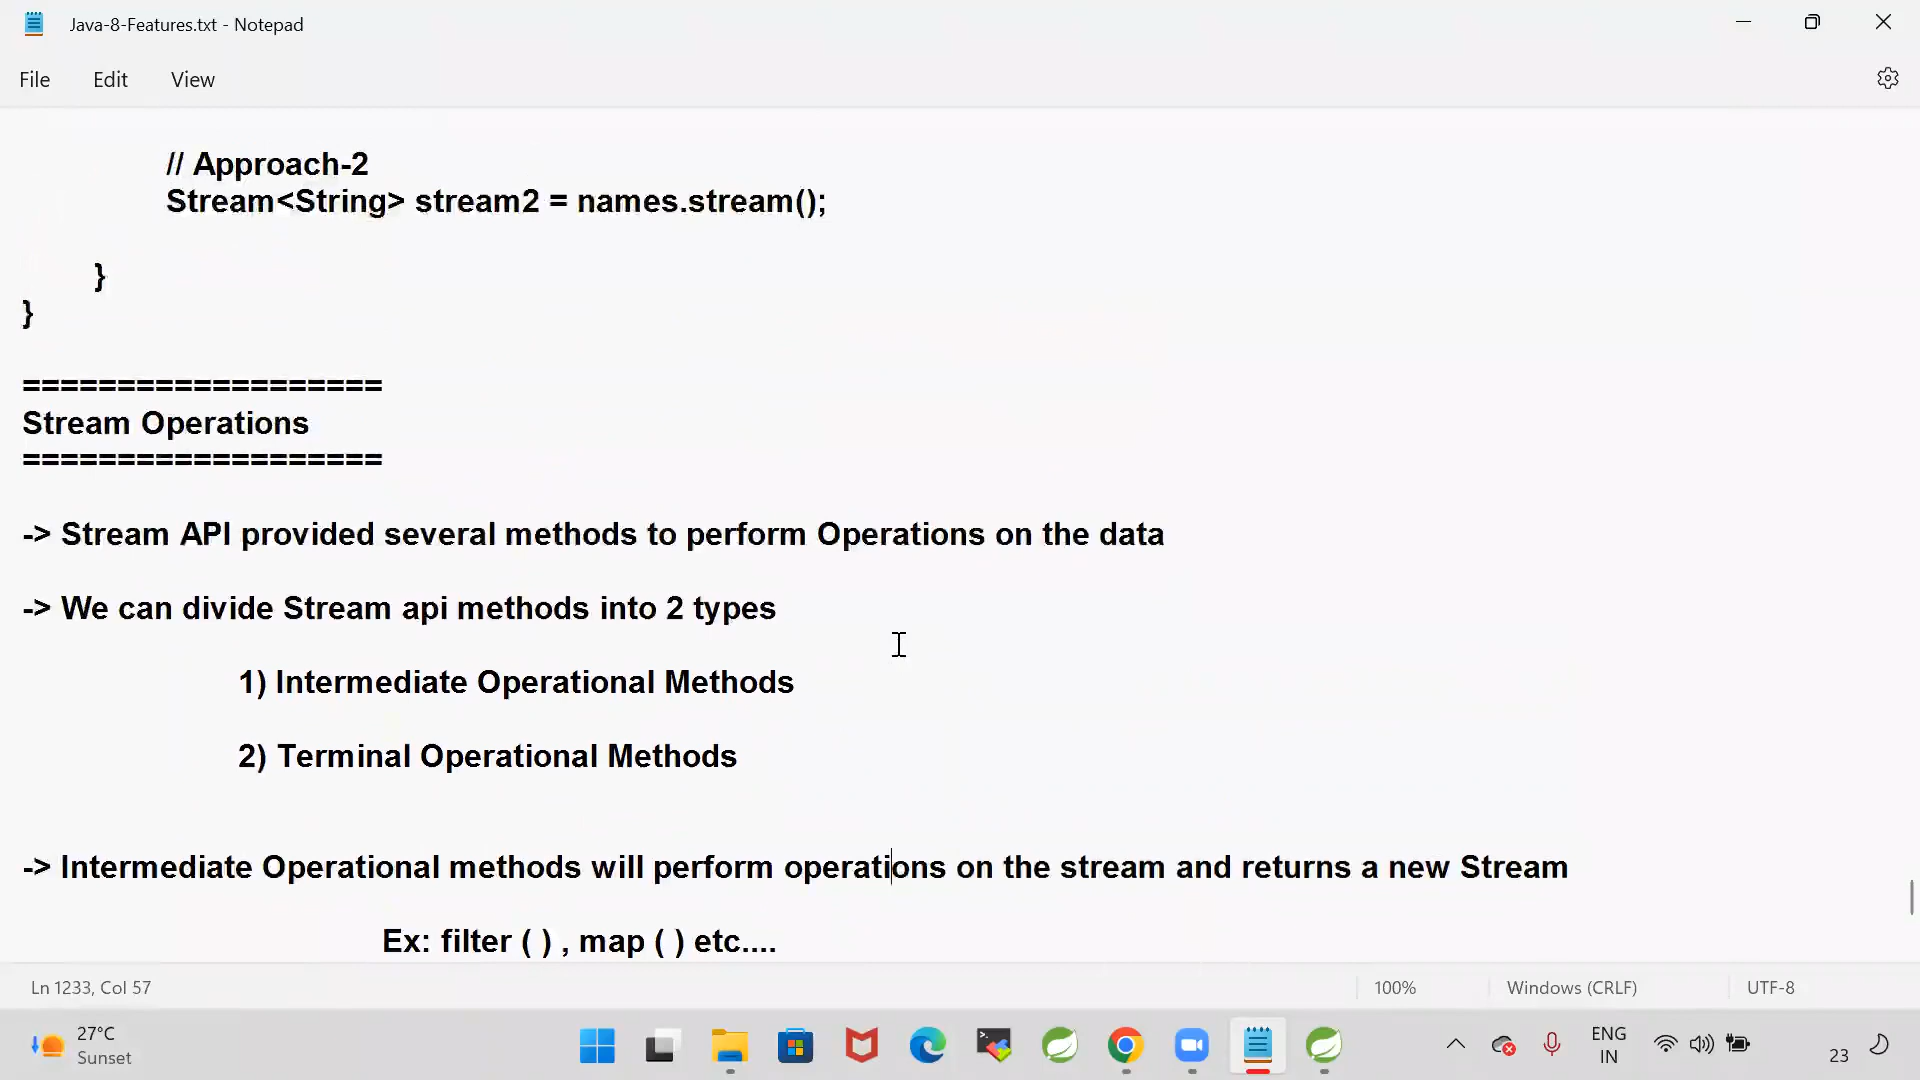 Java-8-Features.txt - Notepad
File Edit View
// Approach-2
Stream<String> stream2 = names.stream();
}
}
===================
Stream Operations
===================
-> Stream API provided several methods to perform Operations on the data
-> We can divide Stream api methods into 2 types
1) Intermediate Operational Methods
2) Terminal Operational Methods
-> Intermediate Operational methods will perform operations on the stream and returns a new Stream
Ex: filter ( ) , map ( ) etc....
Ln 1233, Col 57
100%
Windows (CRLF)
UTF-8
27°C
Sunset
ENG
IN
23